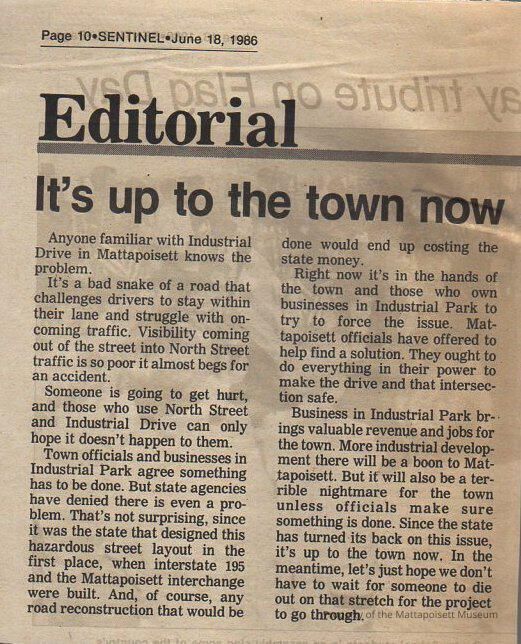 Page 10•SENTINEL•June 18, 1986
Editorial
It's up to the town now
Anyone familiar with Industrial
Drive in Mattapoisett knows the
problem.
It's a bad snake of a road that
challenges drivers to stay within
their lane and struggle with on-
coming traffic. Visibility coming
out of the street into North Street
traffic is so poor it almost begs for
an accident.
Someone is going to get hurt,
and those who use North Street
and Industrial Drive can only
hope it doesn't happen to them.
Town officials and businesses in
Industrial Park agree something
has to be done. But state agencies
have denied there is even a pro-
blem. That's not surprising, since
it was the state that designed this
hazardous street layout in the
first place, when interstate 195
and the Mattapoisett interchange
were built. And, of course, any
road reconstruction that would be
done would end up costing the
state money.
Right now it's in the hands of
the town and those who own
businesses in Industrial Park to
try to force the issue. Mat-
tapoisett officials have offered to
help find a solution. They ought to
do everything in their power to
make the drive and that intersec-
tion safe.
Business in Industrial Park br-
ings valuable revenue and jobs for
the town. More industrial develop-
ment there will be a boon to Mat-
tapoisett. But it will also be a ter-
rible nightmare for the town
unless officials make sure
something is done. Since the state
has turned its back on this issue,
it's up to the town now. In the
meantime, let's just hope we don't
have to wait for someone to die
out on that stretch for the project
to go through.
of the Mattapoisett Museum